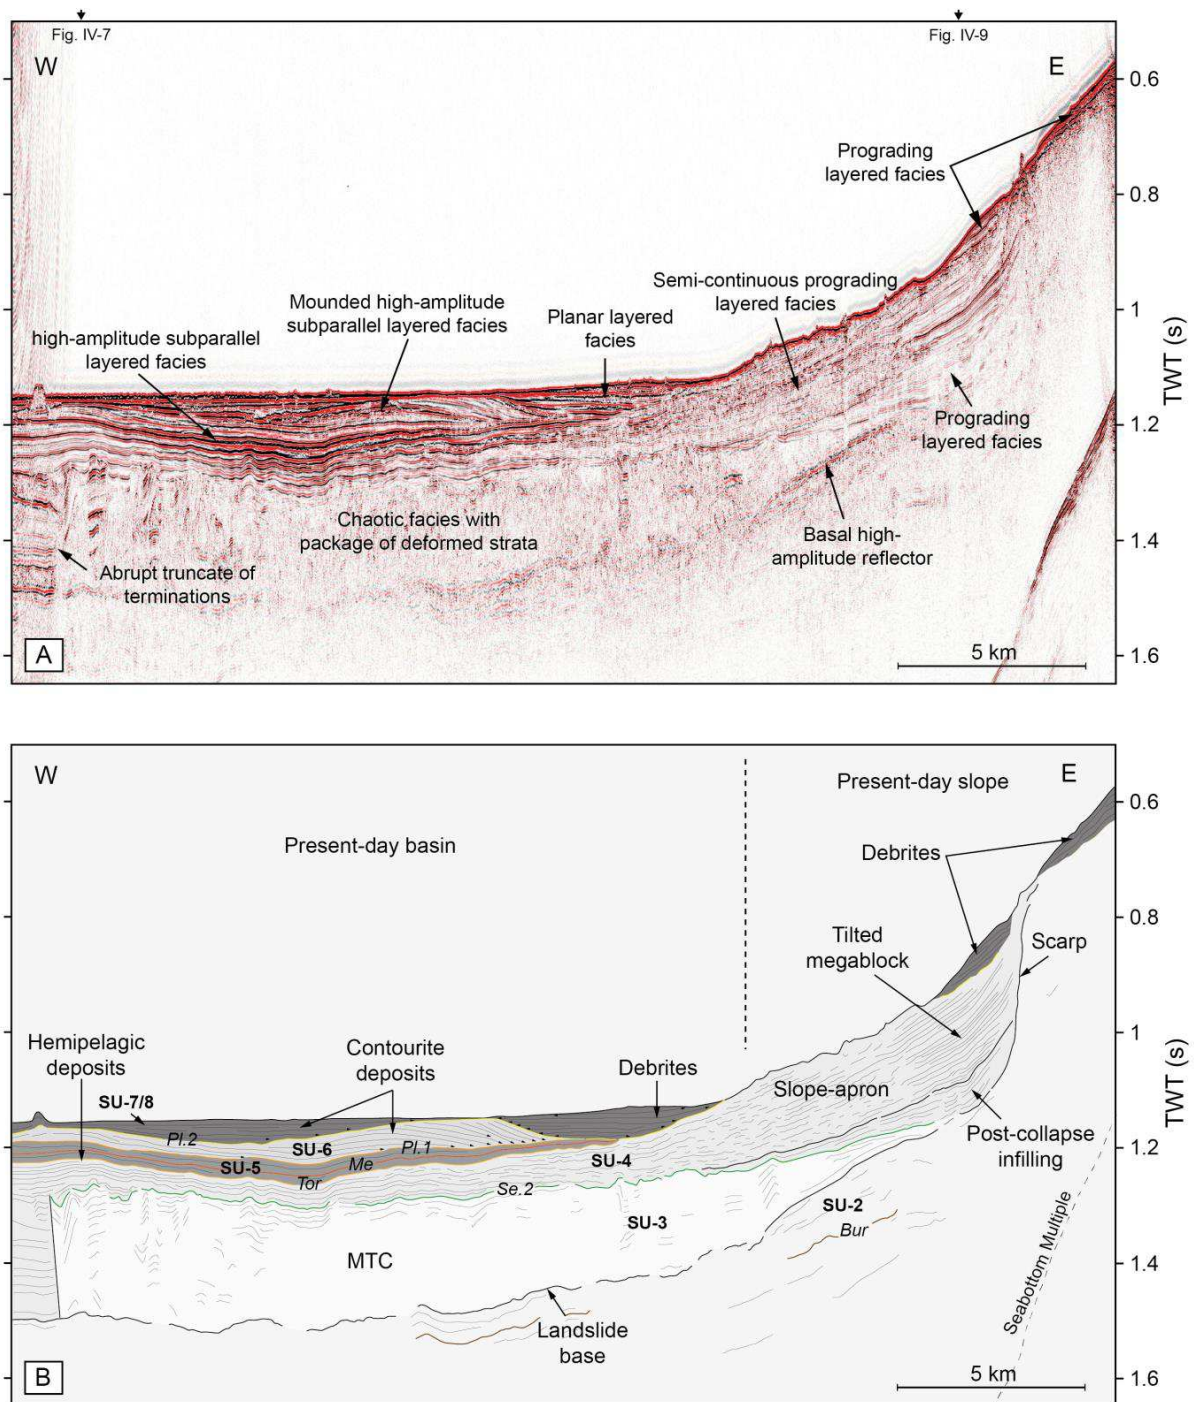 Fig. IV-7
Fig. IV-9
W
E
0.6
Prograding
layered facies
0.8
Semi-continuous prograding
layered facies
Mounded high-amplitude
subparallel layered facies
Planar layered
facies
high-amplitude subparallel
layered facies
1
TWT (s)
Prograding
layered facies
1.2
Chaotic facies with
package of deformed strata
Basal high-
amplitude reflector
1.4
Abrupt truncate of
terminations
A
5 km
1.6
W
E
Present-day slope
0.6
Present-day basin
Debrites
0.8
Tilted
megablock
Scarp
1
TWT (s)
Hemipelagic
deposits
Contourite
deposits
Debrites
SU-7/8
Slope-apron
Pl.2
SU-6
Pl.1
Post-collapse
infilling
1.2
SU-5
Me
SU-4
Tor
Se.2
SU-3
SU-2
Bur
MTC
1.4
Seabottom Multiple
Landslide
base
B
5 km
1.6